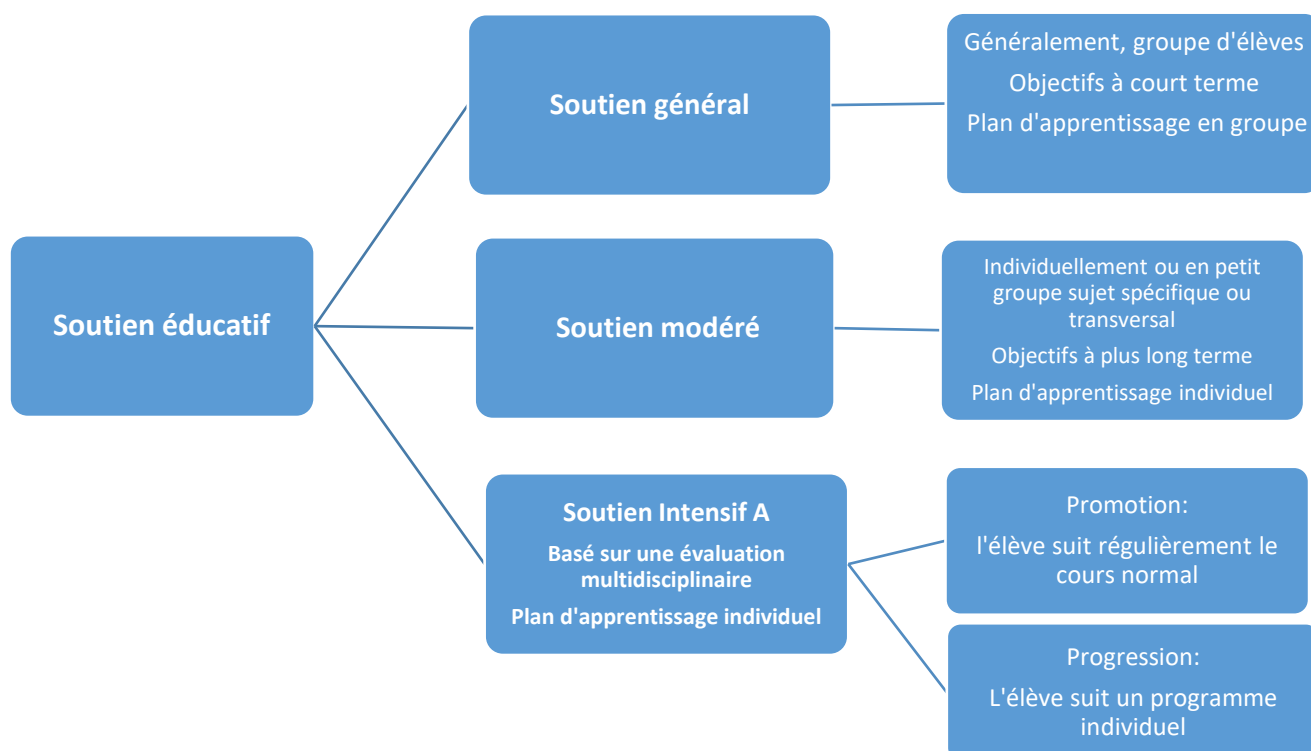 Soutien éducatif
Soutien général
Généralement, groupe d'élèves
Objectifs à court terme
Plan d'apprentissage en groupe
Soutien modéré
Individuellement ou en petit
groupe sujet spécifique ou
transversal
Objectifs à plus long terme
Plan d'apprentissage individuel
Soutien Intensif A
Basé sur une évaluation
multidisciplinaire
Plan d'apprentissage individuel
Promotion:
l'élève suit régulièrement le
cours normal
Progression:
L'élève suit un programme
individuel